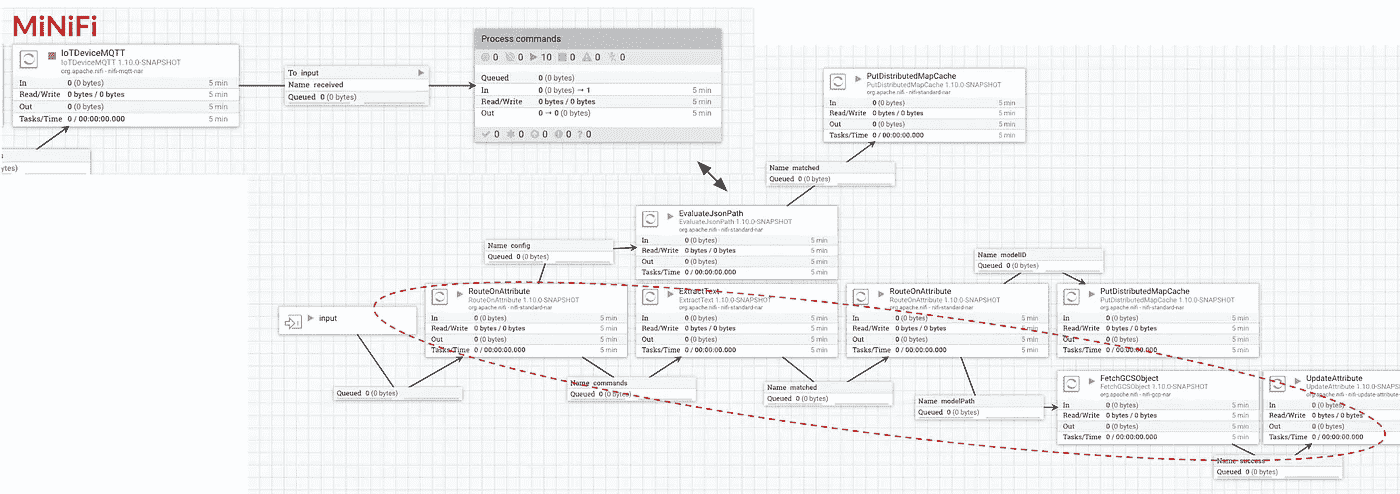 MiNiFi
IoTDeviceMQTT
IoTDeviceMQTT 1.10.0-SNAPSHOT
org.apache.nifi - nifi-mqtt-nar
In 0 (0 bytes) 5 min
Read/Write 0 bytes / 0 bytes 5 min
Out 0 (0 bytes) 5 min
Tasks/Time 0 / 00:00:00.000 5 min
To input
Name received
Queued 0 (0 bytes)
Process commands
0 0 10 0 0 0
Queued 0 (0 bytes)
In 0 (0 bytes) → 1 5 min
Read/Write 0 bytes / 0 bytes 5 min
Out 0 → 0 (0 bytes) 5 min
0 0 0 0 ? 0
PutDistributedMapCache
PutDistributedMapCache 1.10.0-SNAPSHOT
org.apache.nifi - nifi-standard-nar
In 0 (0 bytes) 5 min
Read/Write 0 bytes / 0 bytes 5 min
Out 0 (0 bytes) 5 min
Tasks/Time 0 / 00:00:00.000 5 min
Name matched
Queued 0 (0 bytes)
EvaluateJsonPath
EvaluateJsonPath 1.10.0-SNAPSHOT
org.apache.nifi - nifi-standard-nar
In 0 (0 bytes) 5 min
Read/Write 0 bytes / 0 bytes 5 min
Out 0 (0 bytes) 5 min
Tasks/Time 0 / 00:00:00.000 5 min
Name config
Queued 0 (0 bytes)
Name modelID
Queued 0 (0 bytes)
input
Queued 0 (0 bytes)
RouteOnAttribute
RouteOnAttribute 1.10.0-SNAPSHOT
org.apache.nifi - nifi-standard-nar
In 0 (0 bytes) 5 min
Read/Write 0 bytes / 0 bytes 5 min
Out 0 (0 bytes) 5 min
Tasks/Time 0 / 00:00:00.000 5 min
Name commands
Queued 0 (0 bytes)
ExtractText
ExtractText 1.10.0-SNAPSHOT
org.apache.nifi - nifi-standard-nar
In 0 (0 bytes) 5 min
Read/Write 0 bytes / 0 bytes 5 min
Out 0 (0 bytes) 5 min
Tasks/Time 0 / 00:00:00.000 5 min
Name matched
Queued 0 (0 bytes)
RouteOnAttribute
RouteOnAttribute 1.10.0-SNAPSHOT
org.apache.nifi - nifi-standard-nar
In 0 (0 bytes) 5 min
Read/Write 0 bytes / 0 bytes 5 min
Out 0 (0 bytes) 5 min
Tasks/Time 0 / 00:00:00.000 5 min
Name modelPath
Queued 0 (0 bytes)
PutDistributedMapCache
PutDistributedMapCache 1.10.0-SNAPSHOT
org.apache.nifi - nifi-standard-nar
In 0 (0 bytes) 5 min
Read/Write 0 bytes / 0 bytes 5 min
Out 0 (0 bytes) 5 min
Tasks/Time 0 / 00:00:00.000 5 min
FetchGCSObject
FetchGCSObject 1.10.0-SNAPSHOT
org.apache.nifi - nifi-gcp-nar
In 0 (0 bytes) 5 min
Read/Write 0 bytes / 0 bytes 5 min
Out 0 (0 bytes) 5 min
Tasks/Time 0 / 00:00:00.000 5 min
Name success
Queued 0 (0 bytes)
UpdateAttribute
UpdateAttribute 1.10.0-SNAPSHOT
org.apache.nifi - nifi-update-attribute
In 0 (0 bytes)
Read/Write 0 bytes / 0 bytes
Out 0 (0 bytes)
Tasks/Time 0 / 00:00:00.000